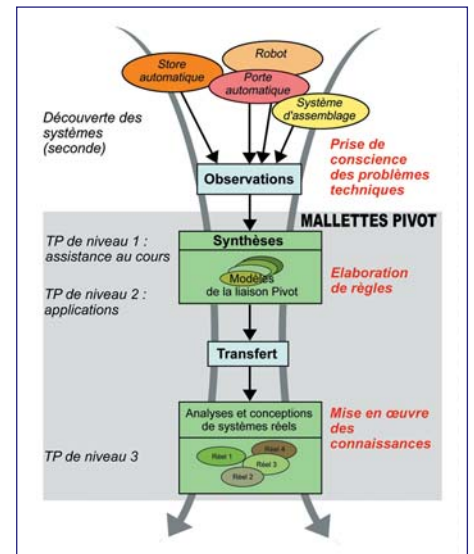 Store
automatique
Robot
Porte
automatique
Système
d'assemblage
Découverte des
systèmes
(seconde)
Observations
Prise de
conscience
des problèmes
techniques
MALLETTES PIVOT
TP de niveau 1 :
assistance au cours
Synthèses
Modèles
de la liaison Pivot
Elaboration
de règles
TP de niveau 2 :
applications
Transfert
Analyses et conceptions
de systèmes réels
Réel 1
Réel 4
Réel 3
Réel 2
Mise en œuvre
des
connaissances
TP de niveau 3